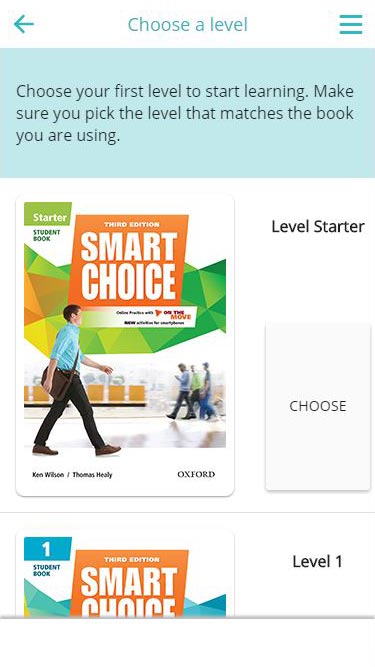 Choose a level
Choose your first level to start learning. Make
sure you pick the level that matches the book
you are using.
Starter
STUDENT
BOOK
THIRD EDITION
SMART
CHOICE
Online Practice with ON THE
MOVE
NEW activities for smartphones
Ken Wilson / Thomas Healy
OXFORD
Level Starter
CHOOSE
1
STUDENT
BOOK
THIRD EDITION
SMART
CHOICE
Level 1